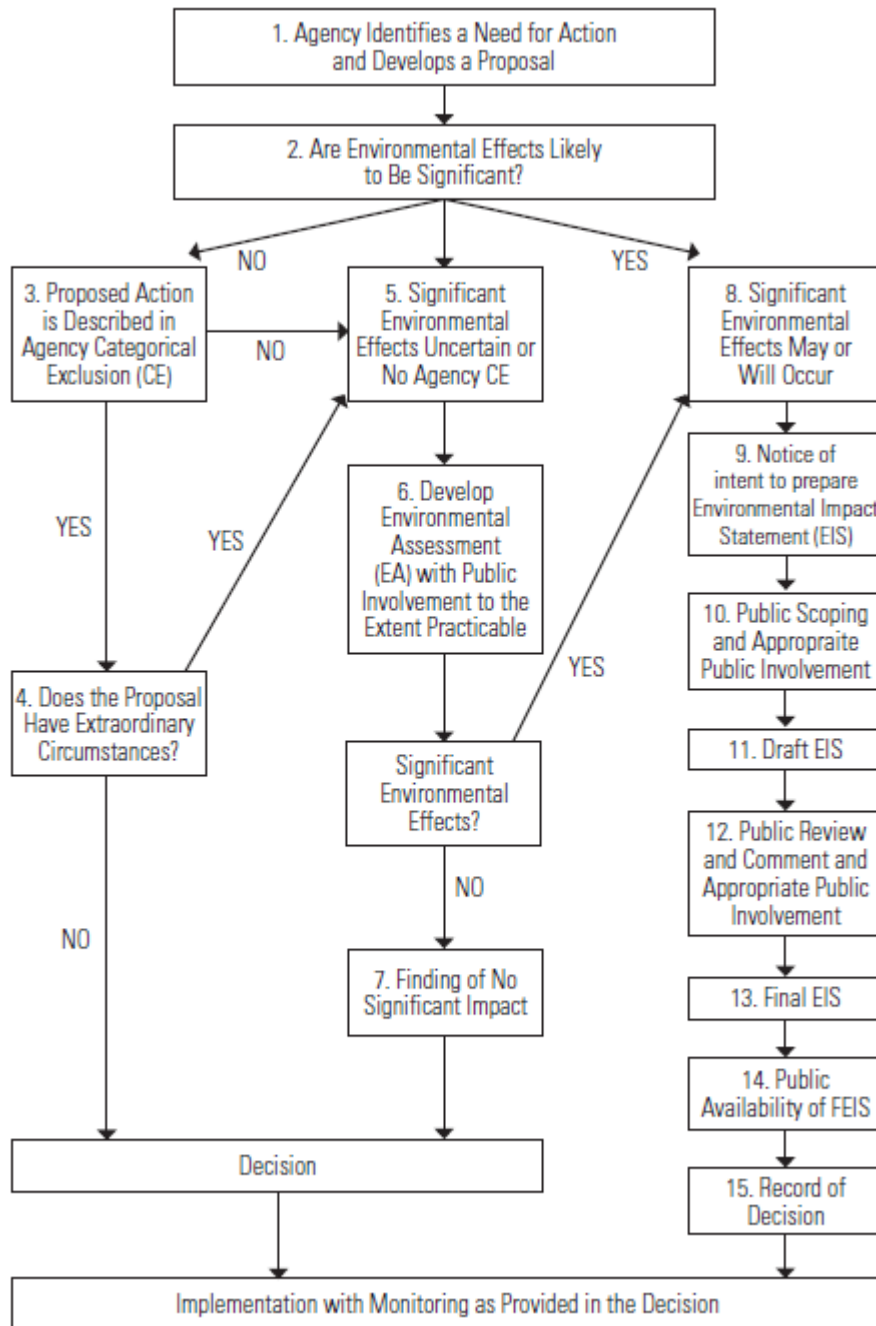 1. Agency Identifies a Need for Action
and Develops a Proposal
2. Are Environmental Effects Likely
to Be Significant?
NO
YES
3. Proposed Action
is Described in
Agency Categorical
Exclusion (CE)
NO
5. Significant
Environmental
Effects Uncertain or
No Agency CE
8. Significant
Environmental
Effects May or
Will Occur
YES
YES
6. Develop
Environmental
Assessment
(EA) with Public
Involvement to the
Extent Practicable
9. Notice of
intent to prepare
Environmental Impact
Statement (EIS)
10. Public Scoping
and Appropraite
Public Involvement
YES
4. Does the Proposal
Have Extraordinary
Circumstances?
Significant
Environmental
Effects?
11. Draft EIS
12. Public Review
and Comment and
Appropriate Public
Involvement
NO
NO
7. Finding of No
Significant Impact
13. Final EIS
14. Public
Availability of FEIS
Decision
15. Record of
Decision
Implementation with Monitoring as Provided in the Decision